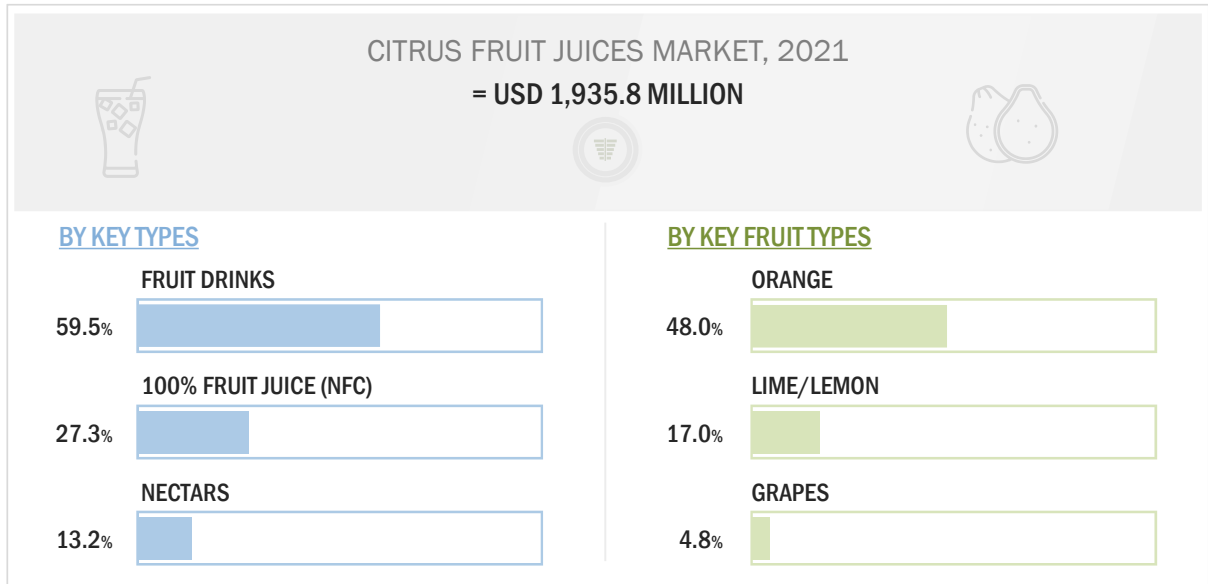 CITRUS FRUIT JUICES MARKET, 2021
= USD 1,935.8 MILLION
BY KEY TYPES
FRUIT DRINKS
59.5%
100% FRUIT JUICE (NFC)
27.3%
NECTARS
13.2%
BY KEY FRUIT TYPES
ORANGE
48.0%
LIME/LEMON
17.0%
GRAPES
4.8%